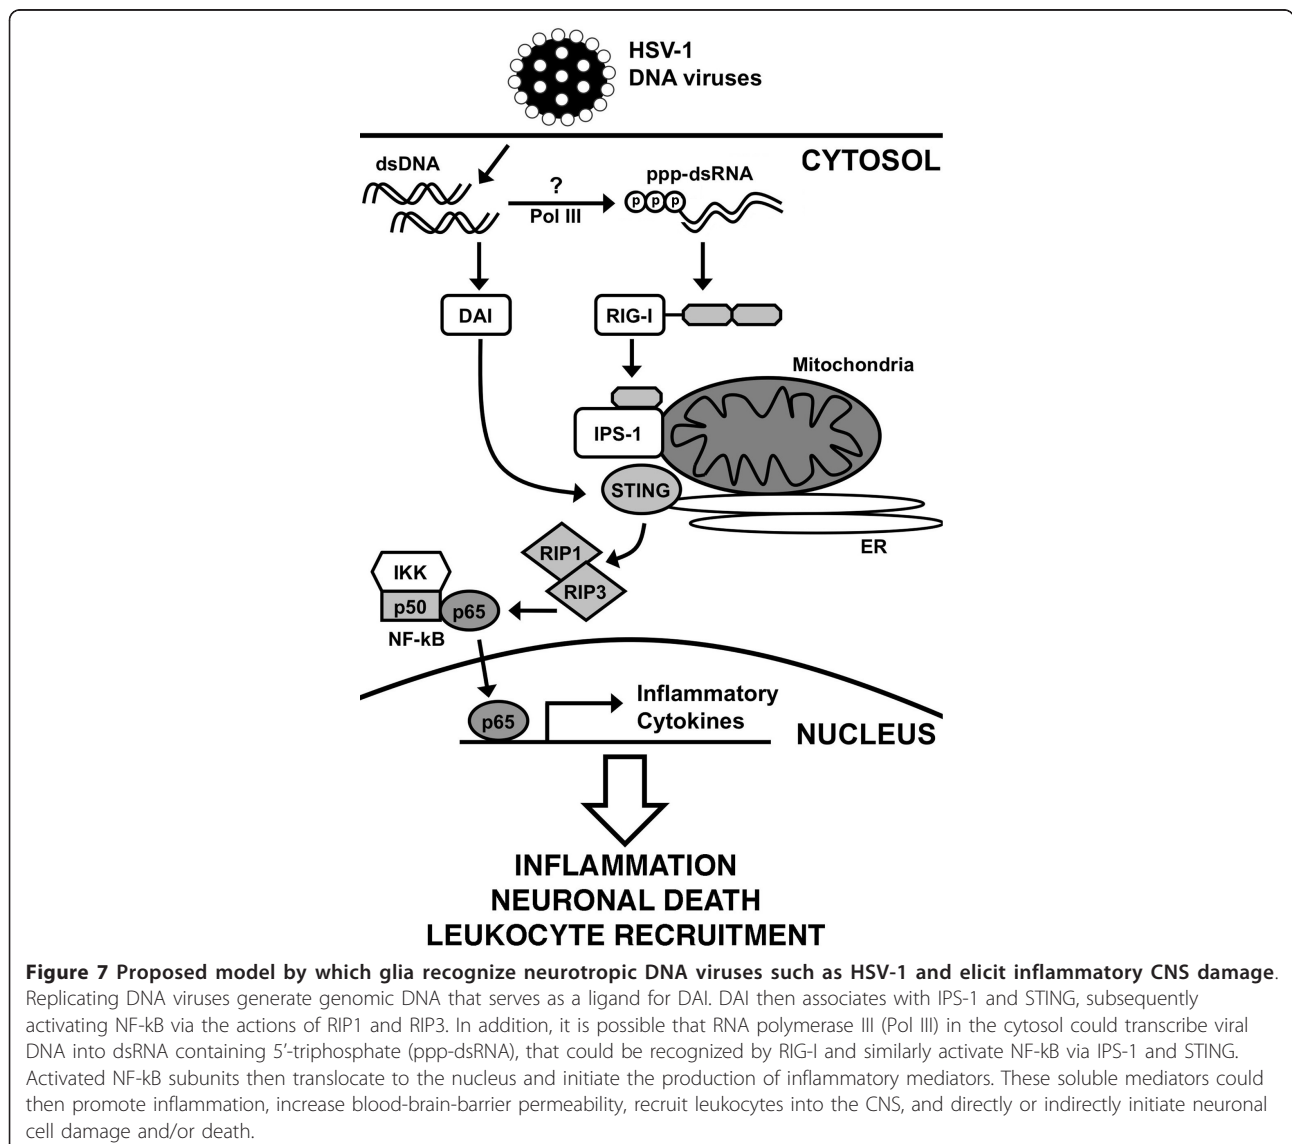 HSV-1
DNA viruses
CYTOSOL
dsDNA
?
Pol III
ppp-dsRNA
p p p
DAI
RIG-I
Mitochondria
IPS-1
STING
ER
RIP1
RIP3
IKK
p50
p65
NF-kB
p65
Inflammatory
Cytokines
NUCLEUS
INFLAMMATION
NEURONAL DEATH
LEUKOCYTE RECRUITMENT
Figure 7 Proposed model by which glia recognize neurotropic DNA viruses such as HSV-1 and elicit inflammatory CNS damage.
Replicating DNA viruses generate genomic DNA that serves as a ligand for DAI. DAI then associates with IPS-1 and STING, subsequently
activating NF-kB via the actions of RIP1 and RIP3. In addition, it is possible that RNA polymerase III (Pol III) in the cytosol could transcribe viral
DNA into dsRNA containing 5’-triphosphate (ppp-dsRNA), that could be recognized by RIG-I and similarly activate NF-kB via IPS-1 and STING.
Activated NF-kB subunits then translocate to the nucleus and initiate the production of inflammatory mediators. These soluble mediators could
then promote inflammation, increase blood-brain-barrier permeability, recruit leukocytes into the CNS, and directly or indirectly initiate neuronal
cell damage and/or death.